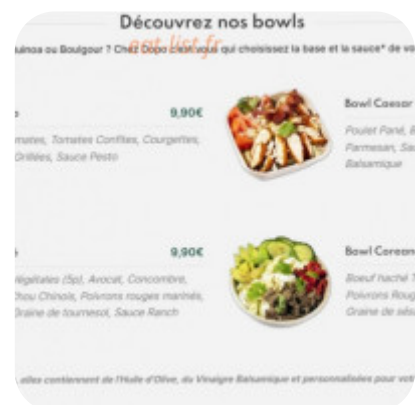 Découvrez nos bowls
eat-list.fr
uinoa ou Boulgour ? Chez Dopo c'est vous qui choisissez la base et la sauce* de vo
9,90€
mates, Tomates Confites, Courgettes,
Grillées, Sauce Pesto
Bowl Caesar
Poulet Pané,
Parmesan,
Balsamique
9,90€
végétales (5p), Avocat, Concombre,
Chou Chinois, Poivrons rouges marinés,
Graine de tournesol, Sauce Ranch
Bowl Corean
Boeuf haché
Poivrons Roug
Graine de sés
elles contiennent de l'Huile d'Olive, du Vinaigre Balsamique et personnalisées pour vot